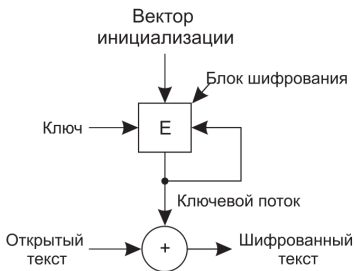 Вектор
инициализации
Блок шифрования
Ключ
E
Ключевой поток
Открытый
текст
+
Шифрованный
текст